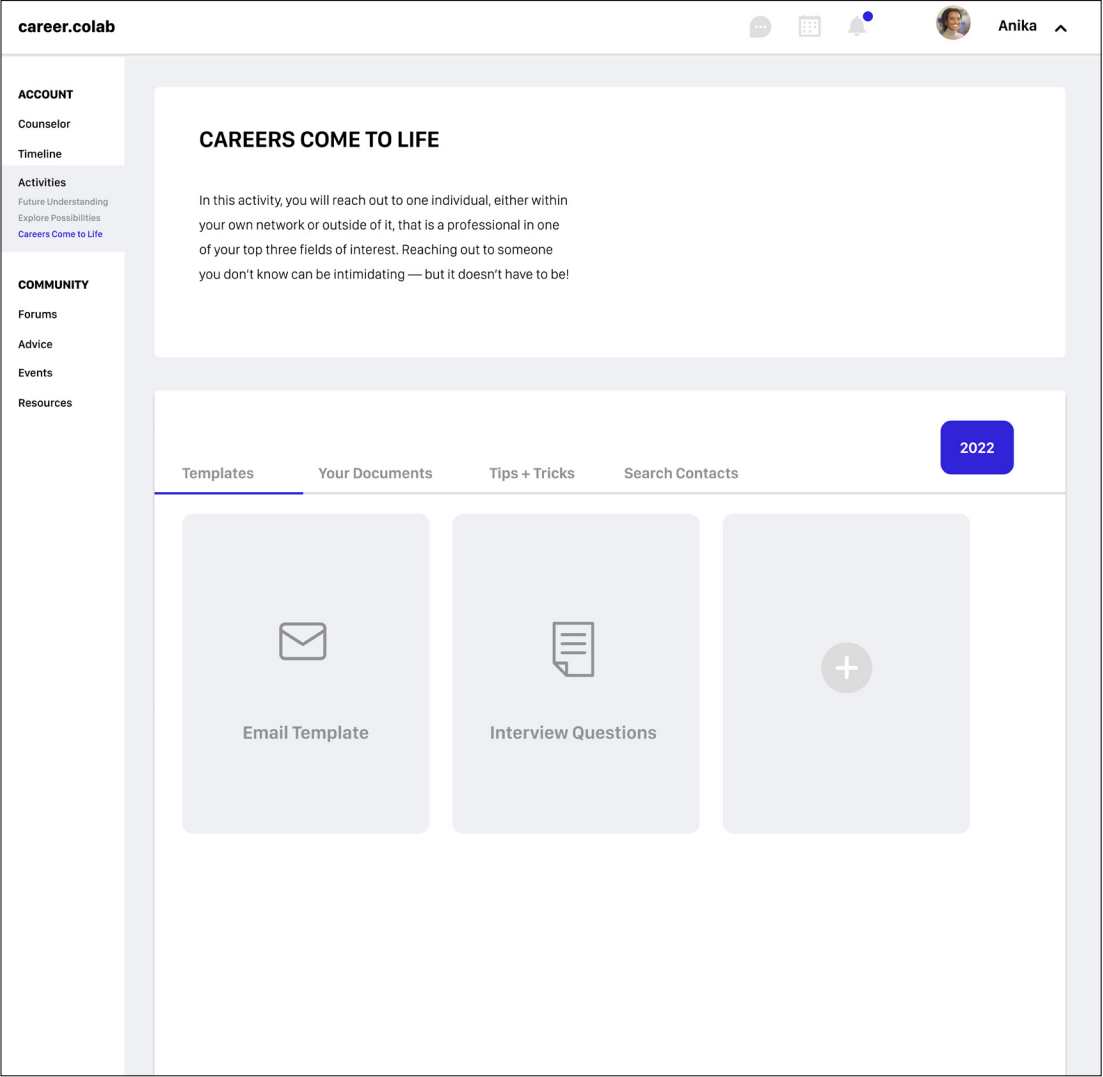 career.colab
Anika
ACCOUNT
Counselor
Timeline
Activities
Future Understanding
Explore Possibilities
Careers Come to Life
COMMUNITY
Forums
Advice
Events
Resources
CAREERS COME TO LIFE
In this activity, you will reach out to one individual, either within
your own network or outside of it, that is a professional in one
of your top three fields of interest. Reaching out to someone
you don't know can be intimidating — but it doesn't have to be!
2022
Templates Your Documents Tips + Tricks Search Contacts
Email Template
Interview Questions